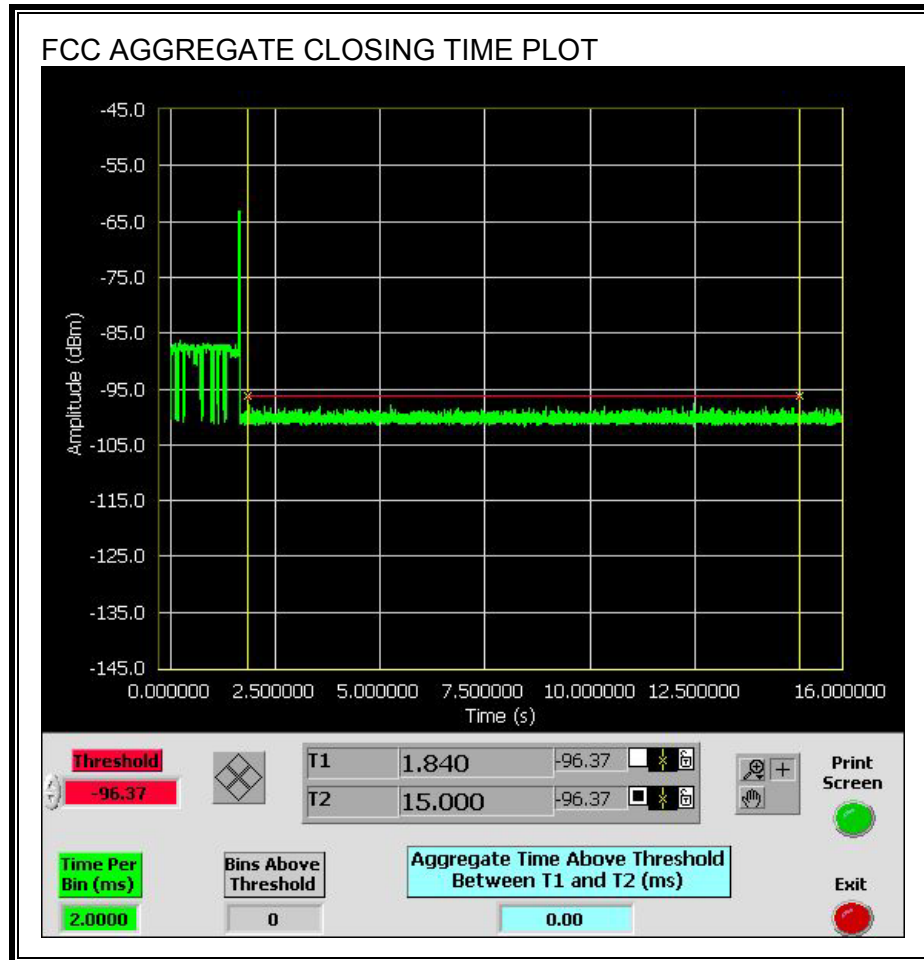 FCC AGGREGATE CLOSING TIME PLOT
-45.0
-55.0
-65.0
-75.0
-85.0
-95.0
-105.0
-115.0
-125.0
-135.0
-145.0
Amplitude (dBm)
0.000000 2.500000 5.000000 7.500000 10.000000 12.500000 16.000000
Time (s)
Threshold
-96.37
T1 1.840 -96.37
T2 15.000 -96.37
Print
Screen
Time Per
Bin (ms)
2.0000
Bins Above
Threshold
0
Aggregate Time Above Threshold
Between T1 and T2 (ms)
0.00
Exit